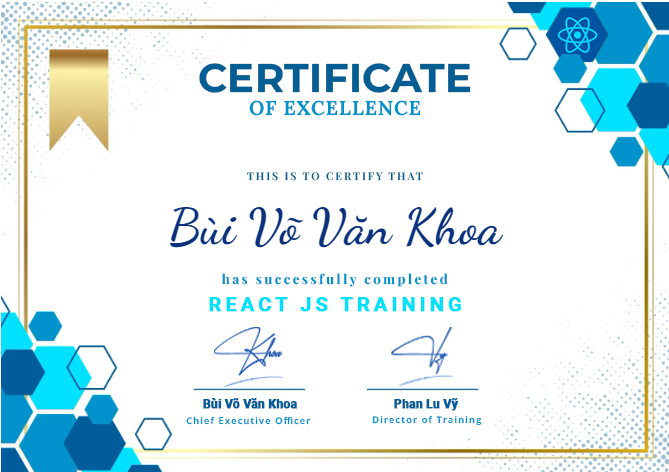 CERTIFICATE
OF EXCELLENCE
THIS IS TO CERTIFY THAT
Bùi Võ Văn Khoa
has successfully completed
REACT JS TRAINING
Khoa
Vỹ
Bùi Võ Văn Khoa
Phan Lu Vỹ
Chief Executive Officer
Director of Training